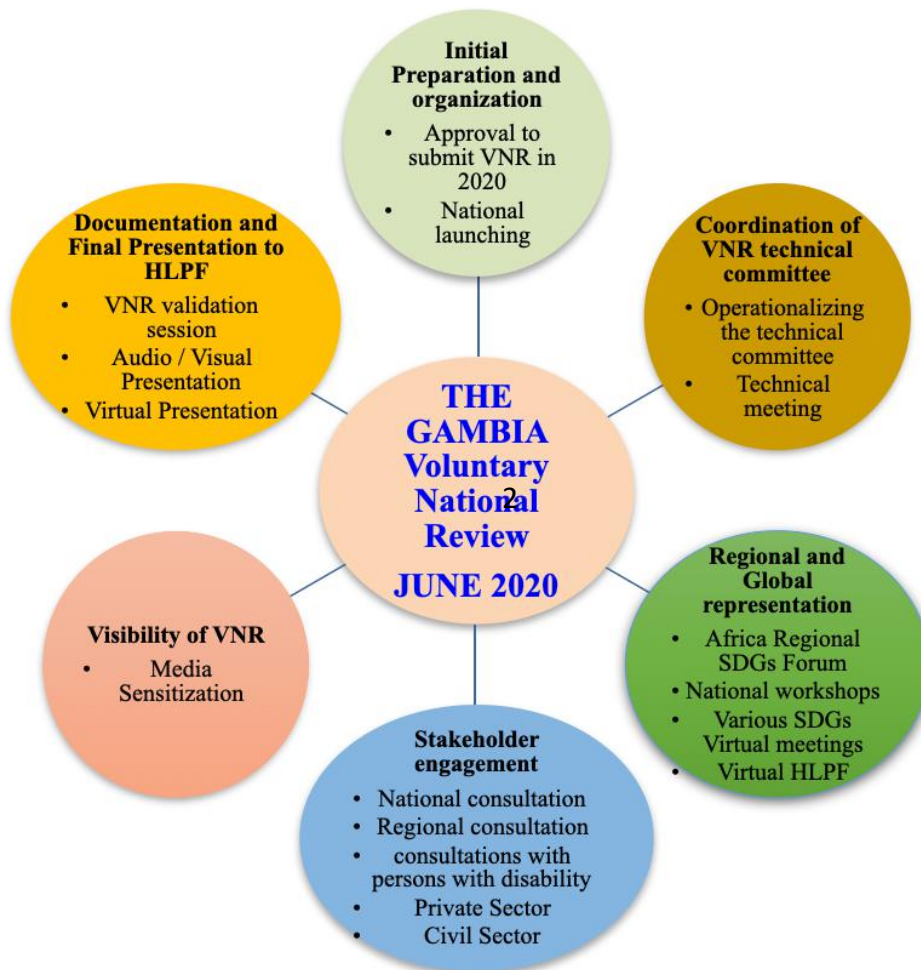 Initial
Preparation and
organization
• Approval to
submit VNR in
2020
• National
launching
Coordination of
VNR technical
committee
• Operationalizing
the technical
committee
• Technical
meeting
Regional and
Global
representation
• Africa Regional
SDGs Forum
• National workshops
• Various SDGs
Virtual meetings
• Virtual HLPF
Stakeholder
engagement
• National consultation
• Regional consultation
• consultations with
persons with disability
• Private Sector
• Civil Sector
Visibility of VNR
• Media
Sensitization
Documentation and
Final Presentation to
HLPF
• VNR validation
session
• Audio / Visual
Presentation
• Virtual Presentation
THE
GAMBIA
Voluntary
National
Review
JUNE 2020
2